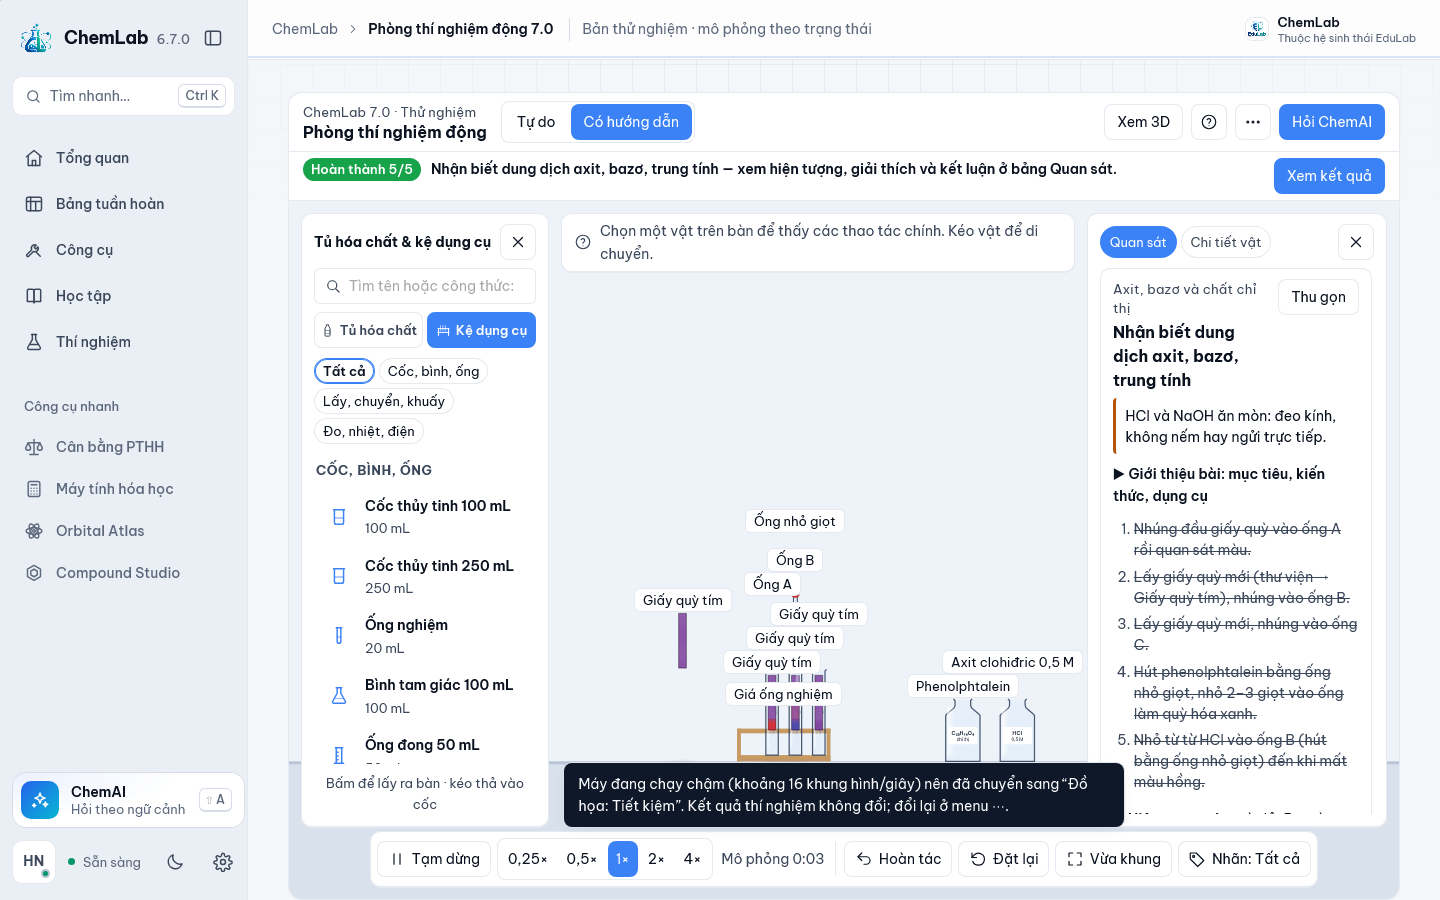 ChemLab 6.7.0
Tìm nhanh... Ctrl K
Tổng quan
Bảng tuần hoàn
Công cụ
Học tập
Thí nghiệm
Công cụ nhanh
Cân bằng PTHH
Máy tính hóa học
Orbital Atlas
Compound Studio
ChemAI
Hỏi theo ngữ cảnh
⇧ A
HN
Sẵn sàng
ChemLab > Phòng thí nghiệm động 7.0 Bản thử nghiệm · mô phỏng theo trạng thái
ChemLab
Thuộc hệ sinh thái EduLab
ChemLab 7.0 · Thử nghiệm
Phòng thí nghiệm động
Tự do Có hướng dẫn
Xem 3D
Hỏi ChemAI
Hoàn thành 5/5 Nhận biết dung dịch axit, bazơ, trung tính — xem hiện tượng, giải thích và kết luận ở bảng Quan sát.
Xem kết quả
Tủ hóa chất & kệ dụng cụ
Tìm tên hoặc công thức:
Tủ hóa chất Kệ dụng cụ
Tất cả Cốc, bình, ống
Lấy, chuyển, khuấy
Đo, nhiệt, điện
CỐC, BÌNH, ỐNG
Cốc thủy tinh 100 mL
100 mL
Cốc thủy tinh 250 mL
250 mL
Ống nghiệm
20 mL
Bình tam giác 100 mL
100 mL
Ống đong 50 mL
Bấm để lấy ra bàn · kéo thả vào
cốc
Chọn một vật trên bàn để thấy các thao tác chính. Kéo vật để di
chuyển.
Ống nhỏ giọt
Ống B
Ống A
Giấy quỳ tím
Giấy quỳ tím
Giấy quỳ tím
Giấy quỳ tím
Giá ống nghiệm
Axit clohiđric 0,5 M
Phenolphtalein
C₂₀H₁₄O₄
chỉ thị
HCl
0,5 M
Máy đang chạy chậm (khoảng 16 khung hình/giây) nên đã chuyển sang “Đồ
họa: Tiết kiệm”. Kết quả thí nghiệm không đổi; đổi lại ở menu ⋯.
Quan sát Chi tiết vật
Axit, bazơ và chất chỉ
thị
Thu gọn
Nhận biết dung
dịch axit, bazơ,
trung tính
HCl và NaOH ăn mòn: đeo kính,
không nếm hay ngửi trực tiếp.
▶ Giới thiệu bài: mục tiêu, kiến
thức, dụng cụ
1. Nhúng đầu giấy quỳ vào ống A
rồi quan sát màu.
2. Lấy giấy quỳ mới (thư viện →
Giấy quỳ tím), nhúng vào ống B.
3. Lấy giấy quỳ mới, nhúng vào ống
C.
4. Hút phenolphtalein bằng ống
nhỏ giọt, nhỏ 2–3 giọt vào ống
làm quỳ hóa xanh.
5. Nhỏ từ từ HCl vào ống B (hút
bằng ống nhỏ giọt) đến khi mất
màu hồng.
Tạm dừng
0,25× 0,5× 1× 2× 4×
Mô phỏng 0:03
Hoàn tác
Đặt lại
Vừa khung
Nhãn: Tất cả